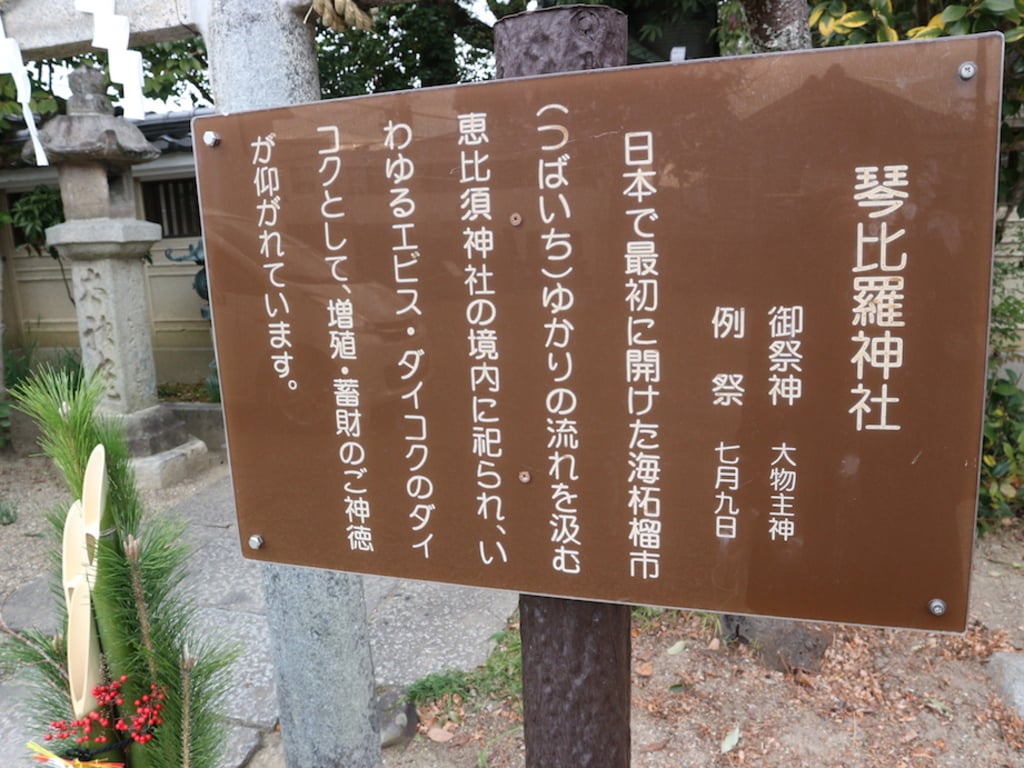 琴比羅神社
御祭神 大物主神
例祭 七月九日
日本で最初に開けた海柘榴市
(つばいち)ゆかりの流れを汲む
恵比須神社の境内に祀られ、い
わゆるエビス・ダイコクのダイ
コクとして、増殖・蓄財のご神徳
が仰がれています。